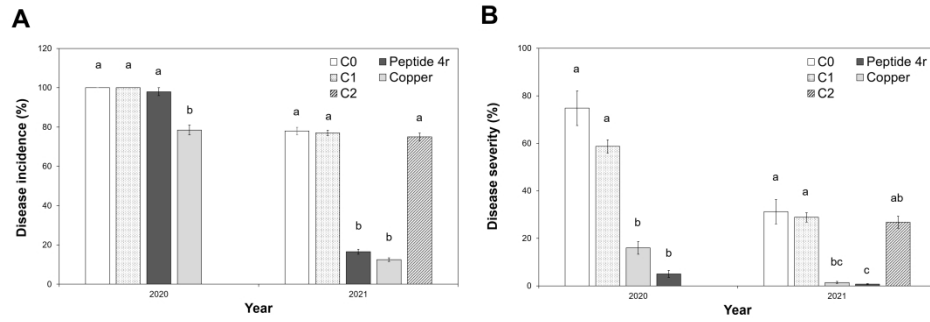 A
120
100
80
60
40
20
0
Disease incidence (%)
C0
Peptide 4r
C1
Copper
C2
a
a
a
b
a
a
b
b
a
2020
2021
Year
B
100
80
60
40
20
0
Disease severity (%)
C0
Peptide 4r
C1
Copper
C2
a
a
b
b
a
a
bc
c
ab
2020
2021
Year